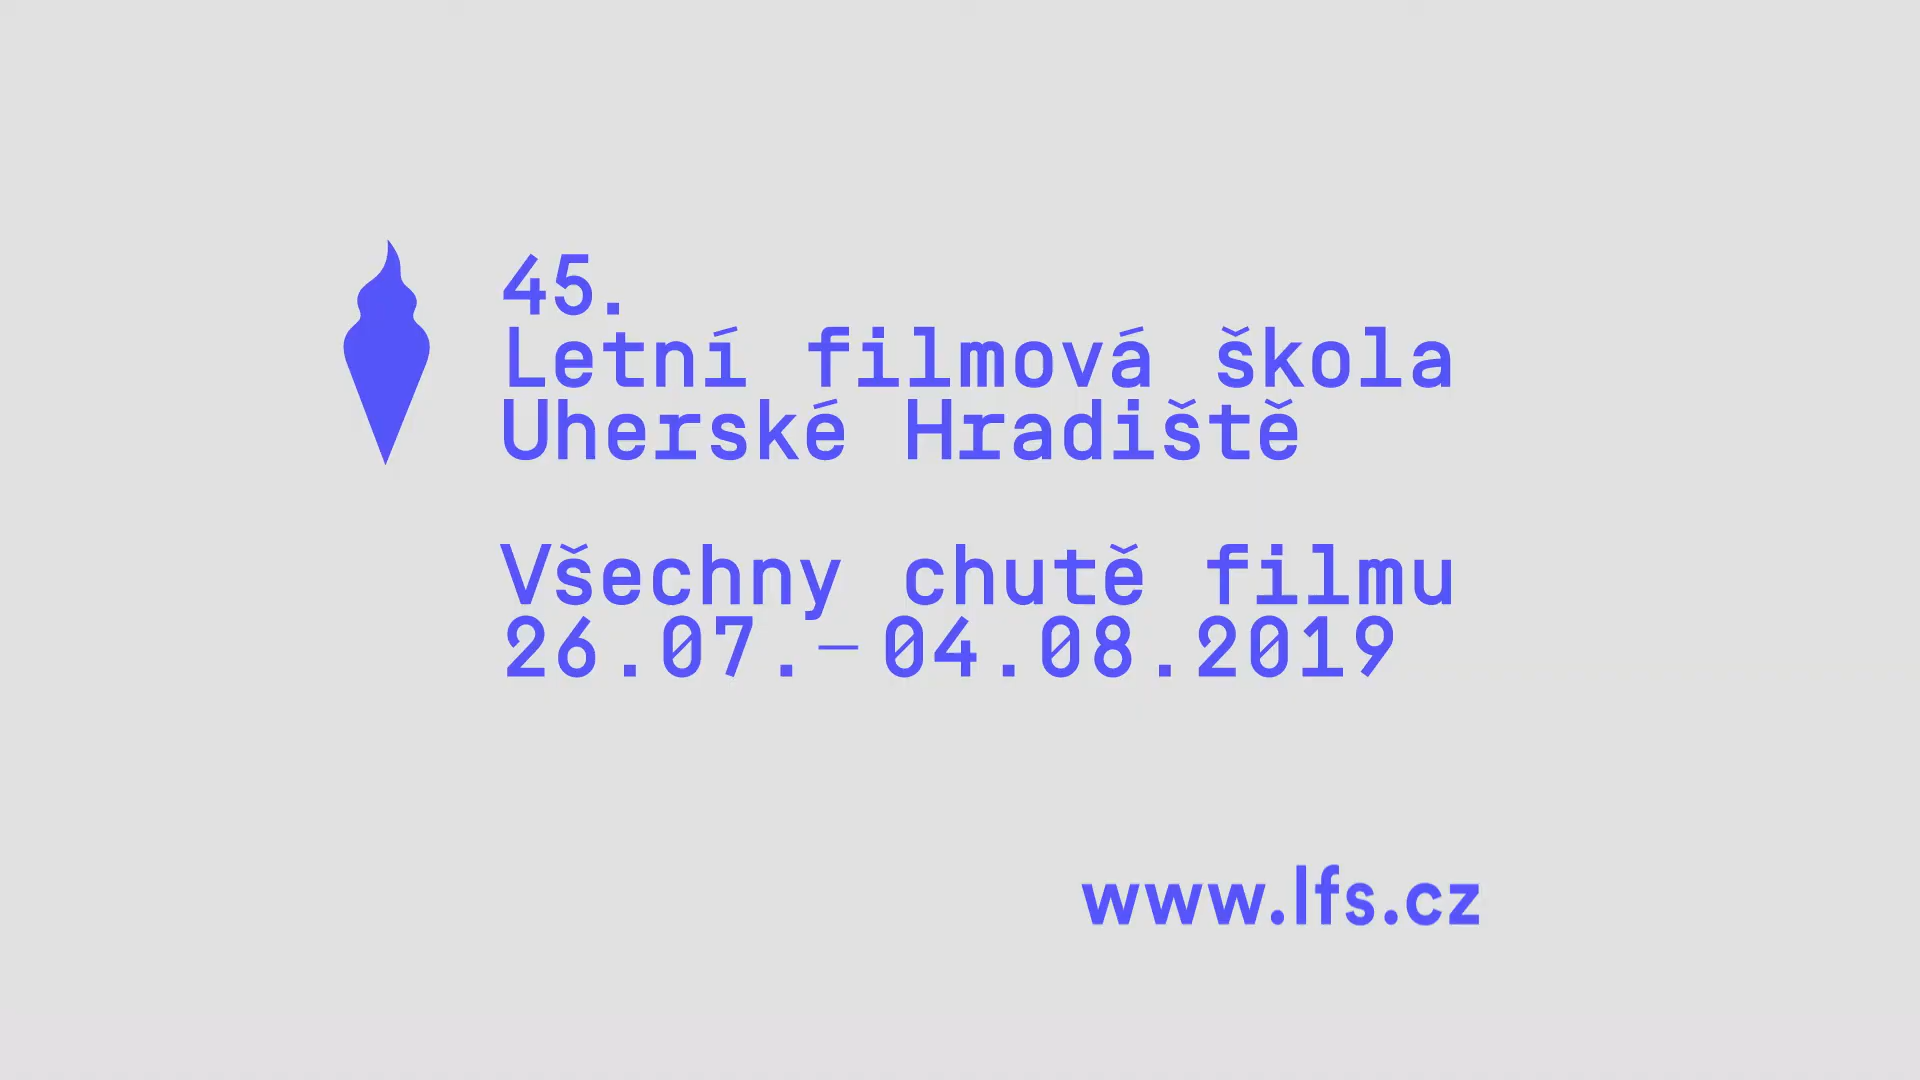 45.
Letní filmová škola
Uherské Hradiště
Všechny chutě filmu
26.07.—04.08.2019
www.lfs.cz